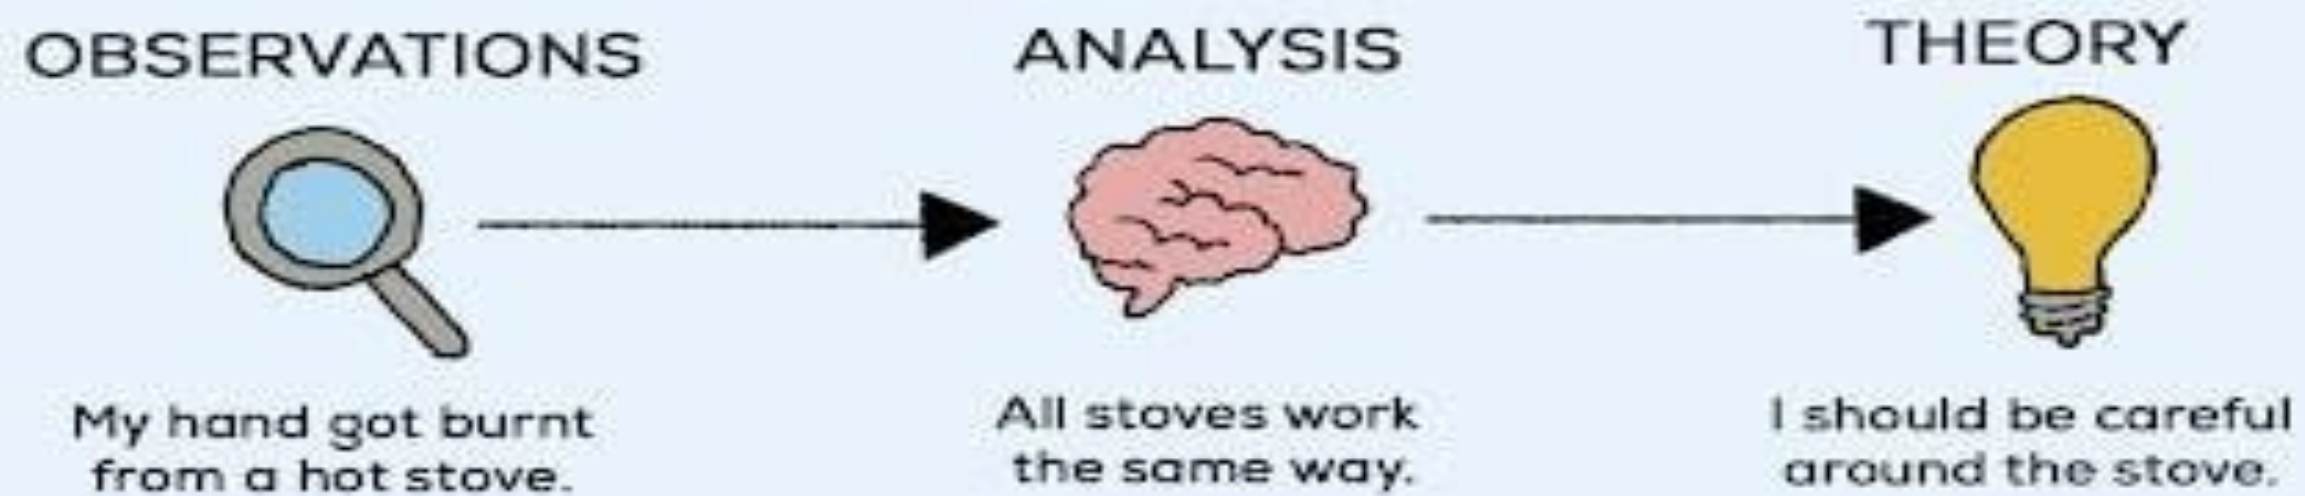 OBSERVATIONS
ANALYSIS
THEORY
My hand got burnt
from a hot stove.
All stoves work
the same way.
I should be careful
around the stove.